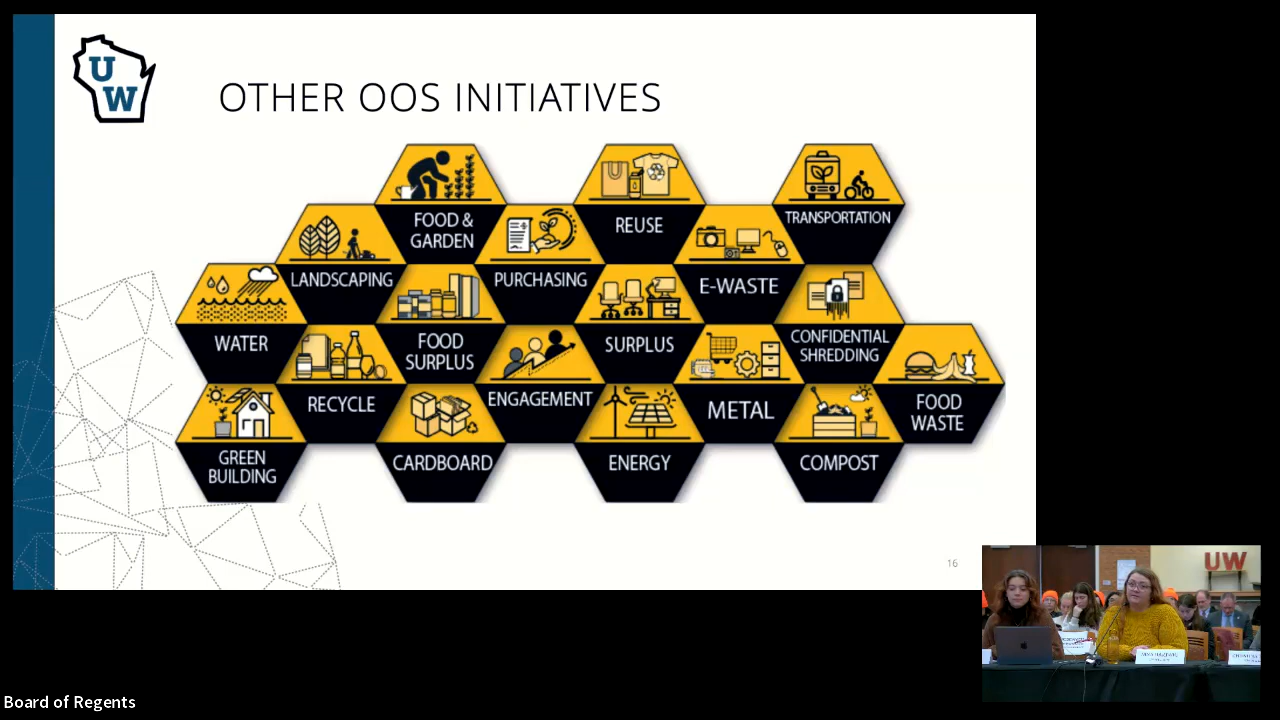 U
W
OTHER OOS INITIATIVES
FOOD &
GARDEN
REUSE
TRANSPORTATION
LANDSCAPING
PURCHASING
E-WASTE
WATER
FOOD
SURPLUS
SURPLUS
CONFIDENTIAL
SHREDDING
RECYCLE
ENGAGEMENT
METAL
FOOD
WASTE
GREEN
BUILDING
CARDBOARD
ENERGY
COMPOST
16
UW
Board of Regents